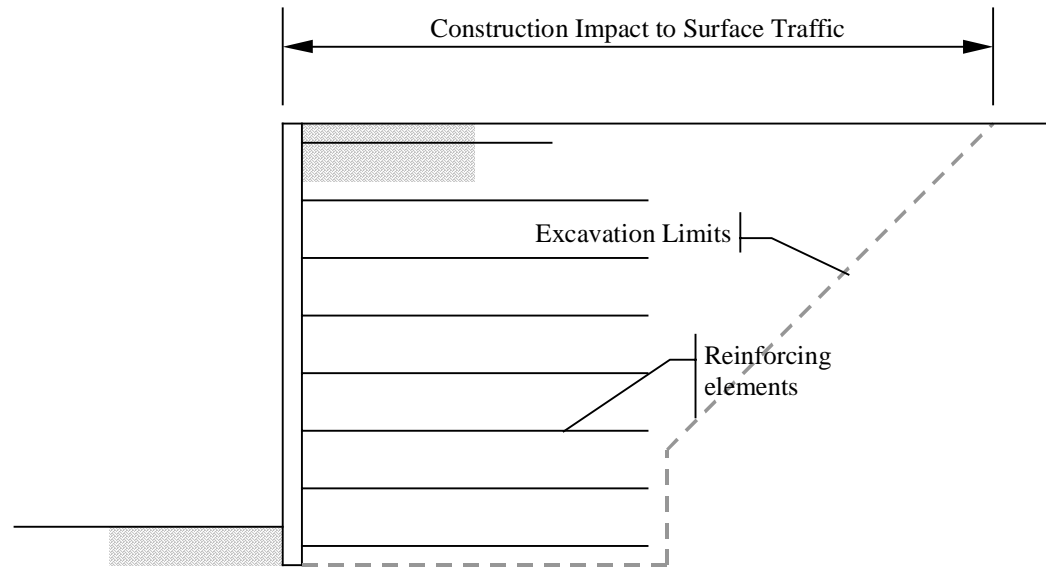 Construction Impact to Surface Traffic
Excavation Limits
Reinforcing
elements